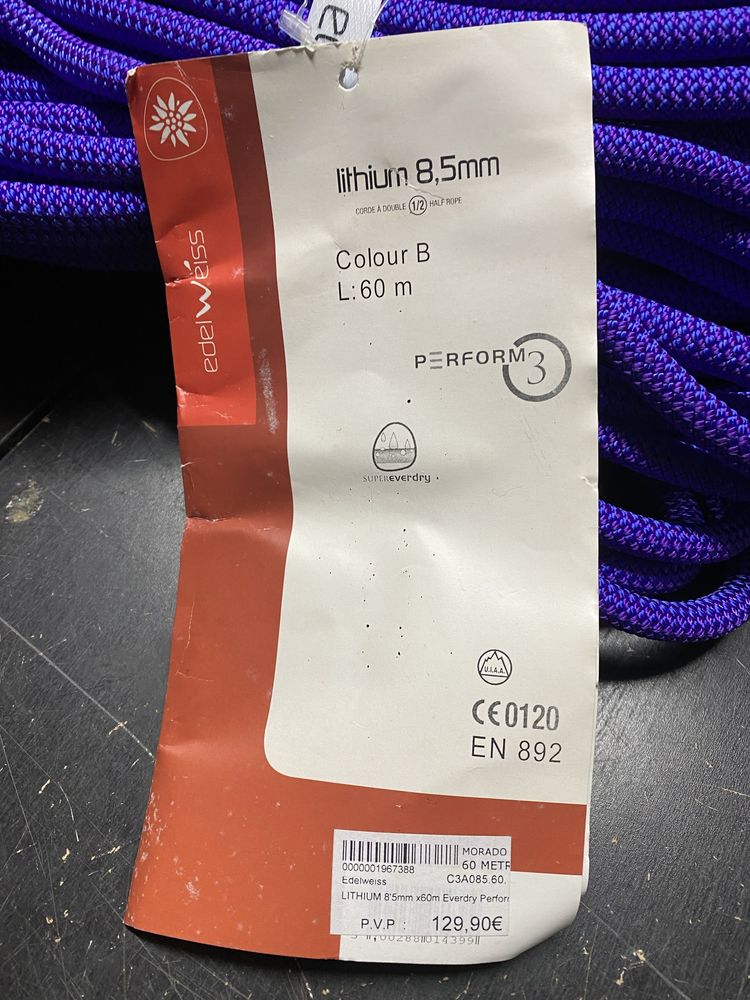 edelweiss
lithium 8,5mm
CORDE À DOUBLE 1/2 HALF ROPE
Colour B
L: 60 m
PERFORM 3
SUPEReverdry
U.I.A.A.
CE0120
EN 892
MORADO
0000001967388
60 METR
Edelweiss
C3A085.60.
LITHIUM 8'5mm x60m Everdry Perfor
P.V.P : 129,90€